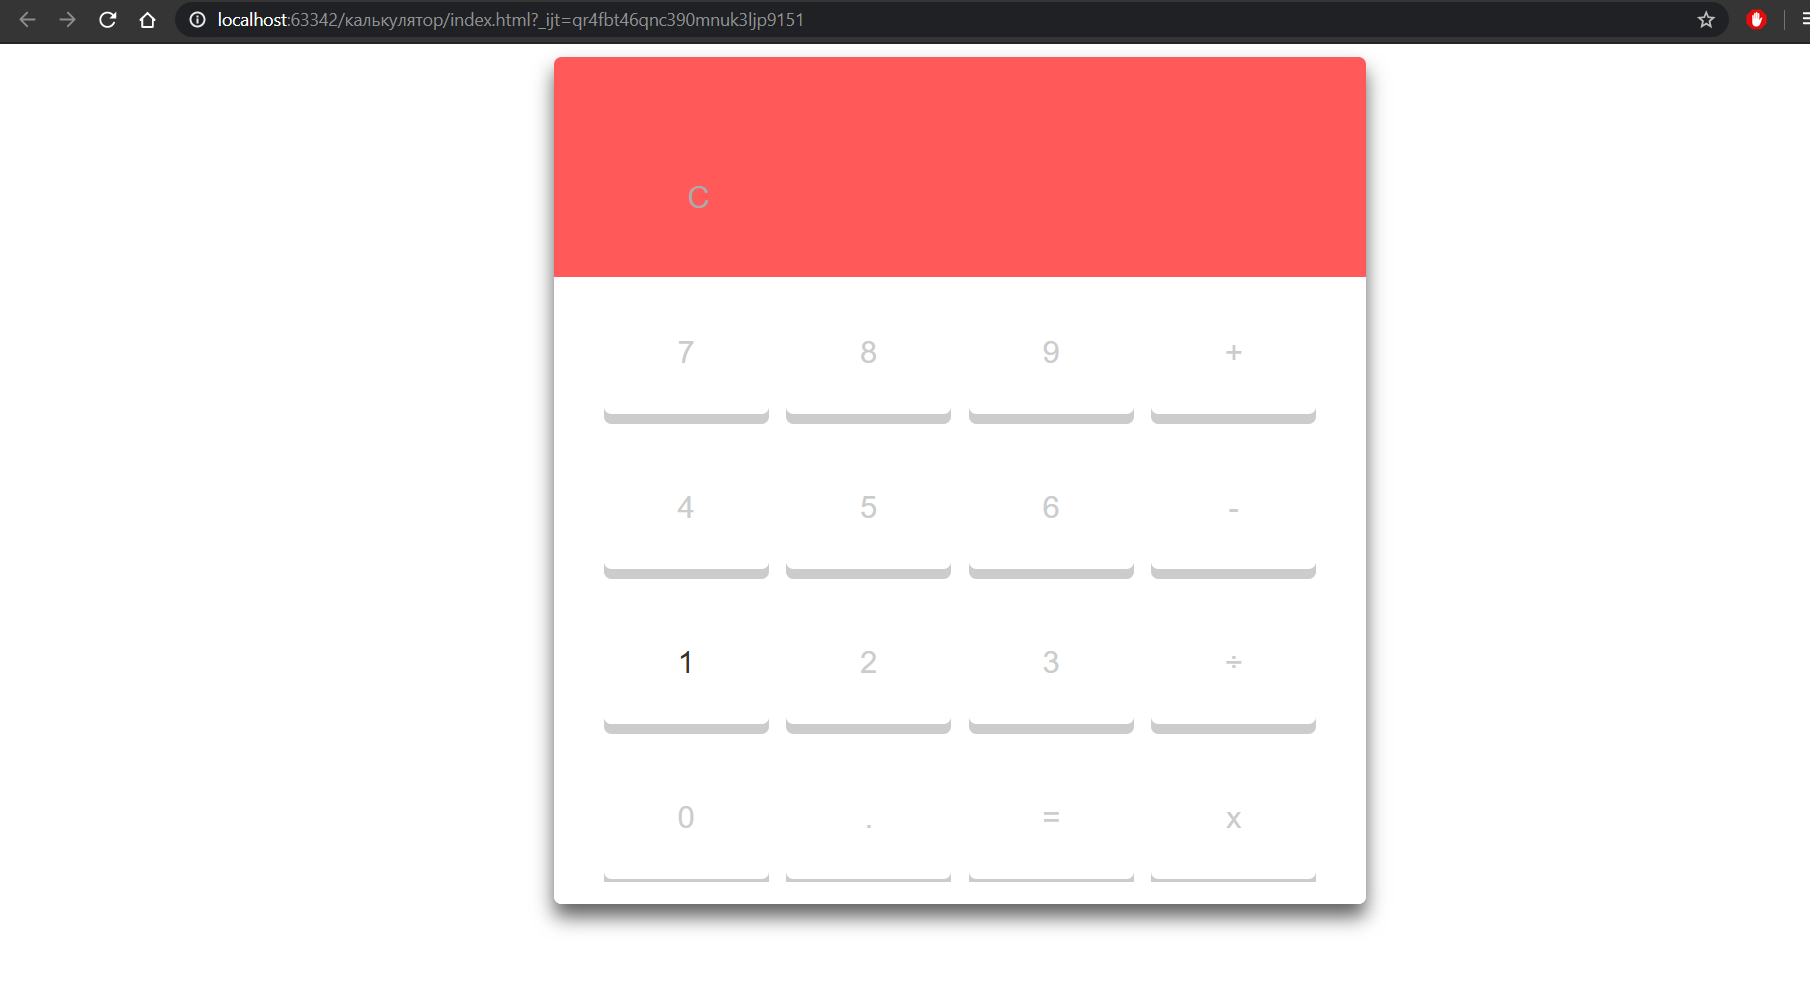 localhost:63342/калькулятор/index.html?_ijt=qr4fbt46qnc390mnuk3ljp9151
C
7 8 9 +
4 5 6 -
1 2 3 ÷
0 . = x